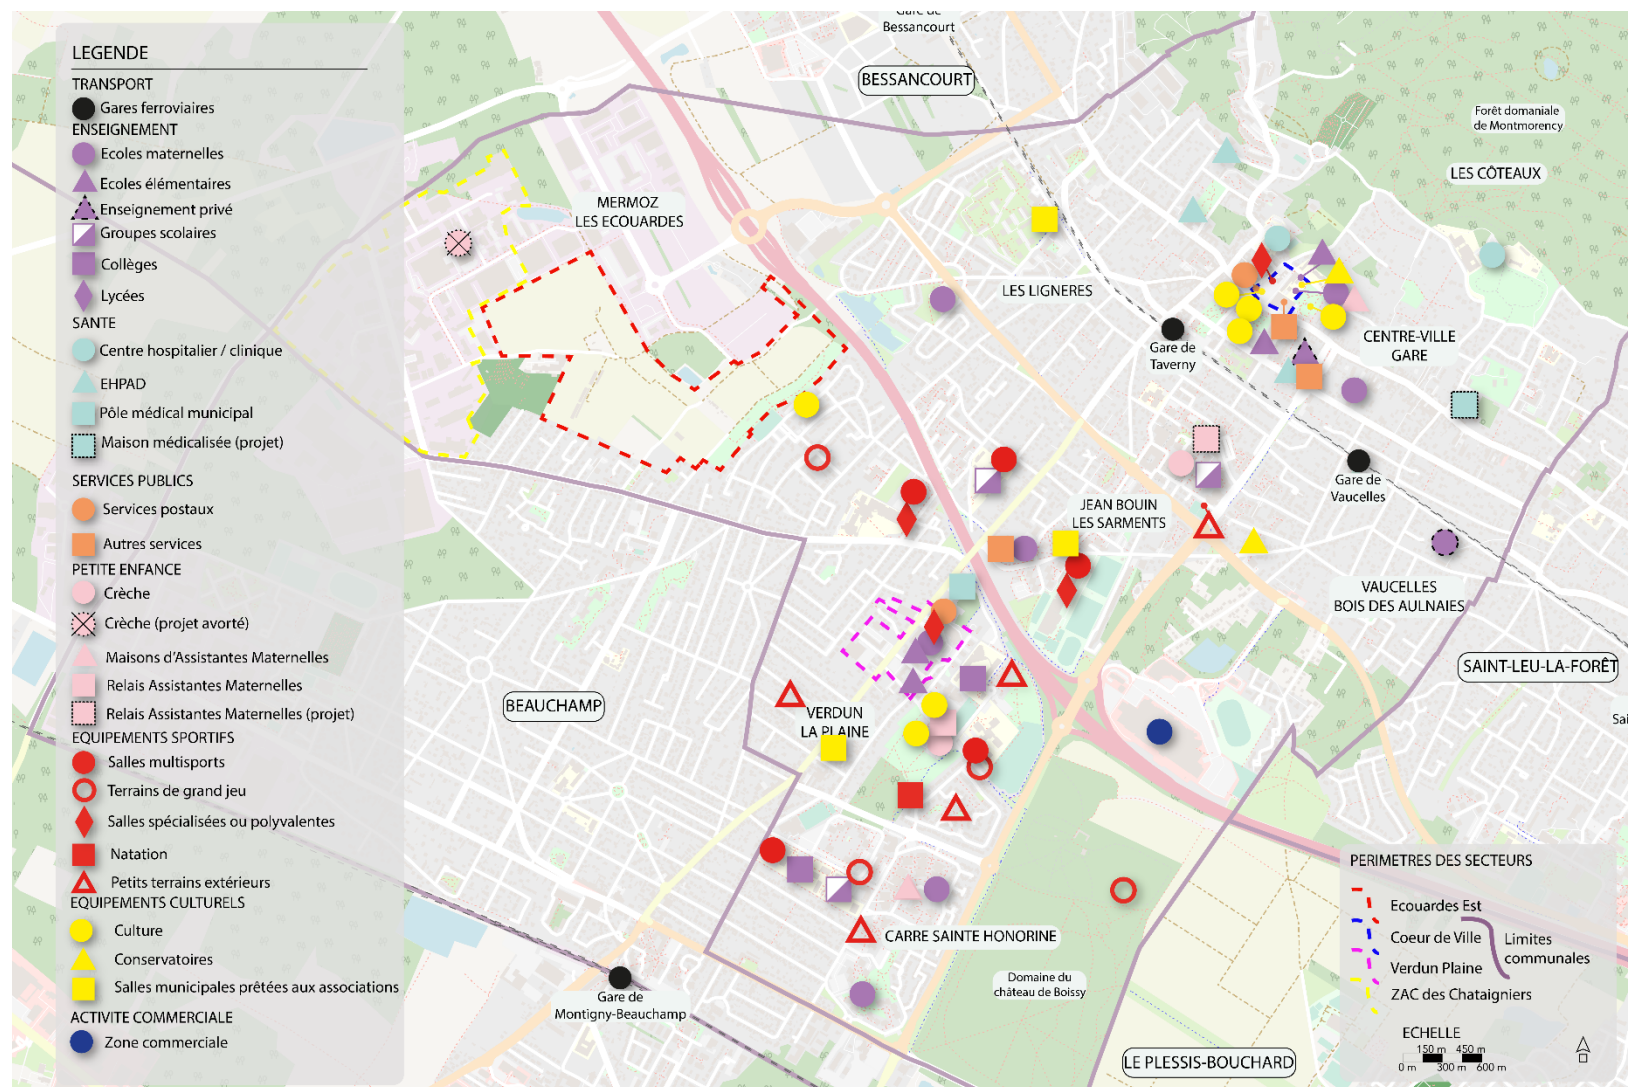 LEGENDE
TRANSPORT
Gares ferroviaires
ENSEIGNEMENT
Ecoles maternelles
Ecoles élémentaires
Enseignement privé
Groupes scolaires
Collèges
Lycées
SANTE
Centre hospitalier / clinique
EHPAD
Pôle médical municipal
Maison médicalisée (projet)
SERVICES PUBLICS
Services postaux
Autres services
PETITE ENFANCE
Crèche
Crèche (projet avorté)
Maisons d'Assistantes Maternelles
Relais Assistantes Maternelles
Relais Assistantes Maternelles (projet)
EQUIPEMENTS SPORTIFS
Salles multisports
Terrains de grand jeu
Salles spécialisées ou polyvalentes
Natation
Petits terrains extérieurs
EQUIPEMENTS CULTURELS
Culture
Conservatoires
Salles municipales prêtées aux associations
ACTIVITE COMMERCIALE
Zone commerciale
Gare de
Bessancourt
BESSANCOURT
Forêt domaniale
de Montmorency
LES CÔTEAUX
MERMOZ
LES ECOUARDES
LES LIGNERES
Gare de
Taverny
CENTRE-VILLE
GARE
Gare de
Vaucelles
JEAN BOUIN
LES SARMENTS
VAUCELLES
BOIS DES AULNAIES
SAINT-LEU-LA-FORÊT
Sai
BEAUCHAMP
VERDUN
LA PLAINE
CARRE SAINTE HONORINE
Domaine du
château de Boissy
Gare de
Montigny-Beauchamp
LE PLESSIS-BOUCHARD
PERIMETRES DES SECTEURS
Ecouardes Est
Coeur de Ville
Verdun Plaine
ZAC des Chataigniers
Limites
communales
ECHELLE
150 m 450 m
0 m 300 m 600 m